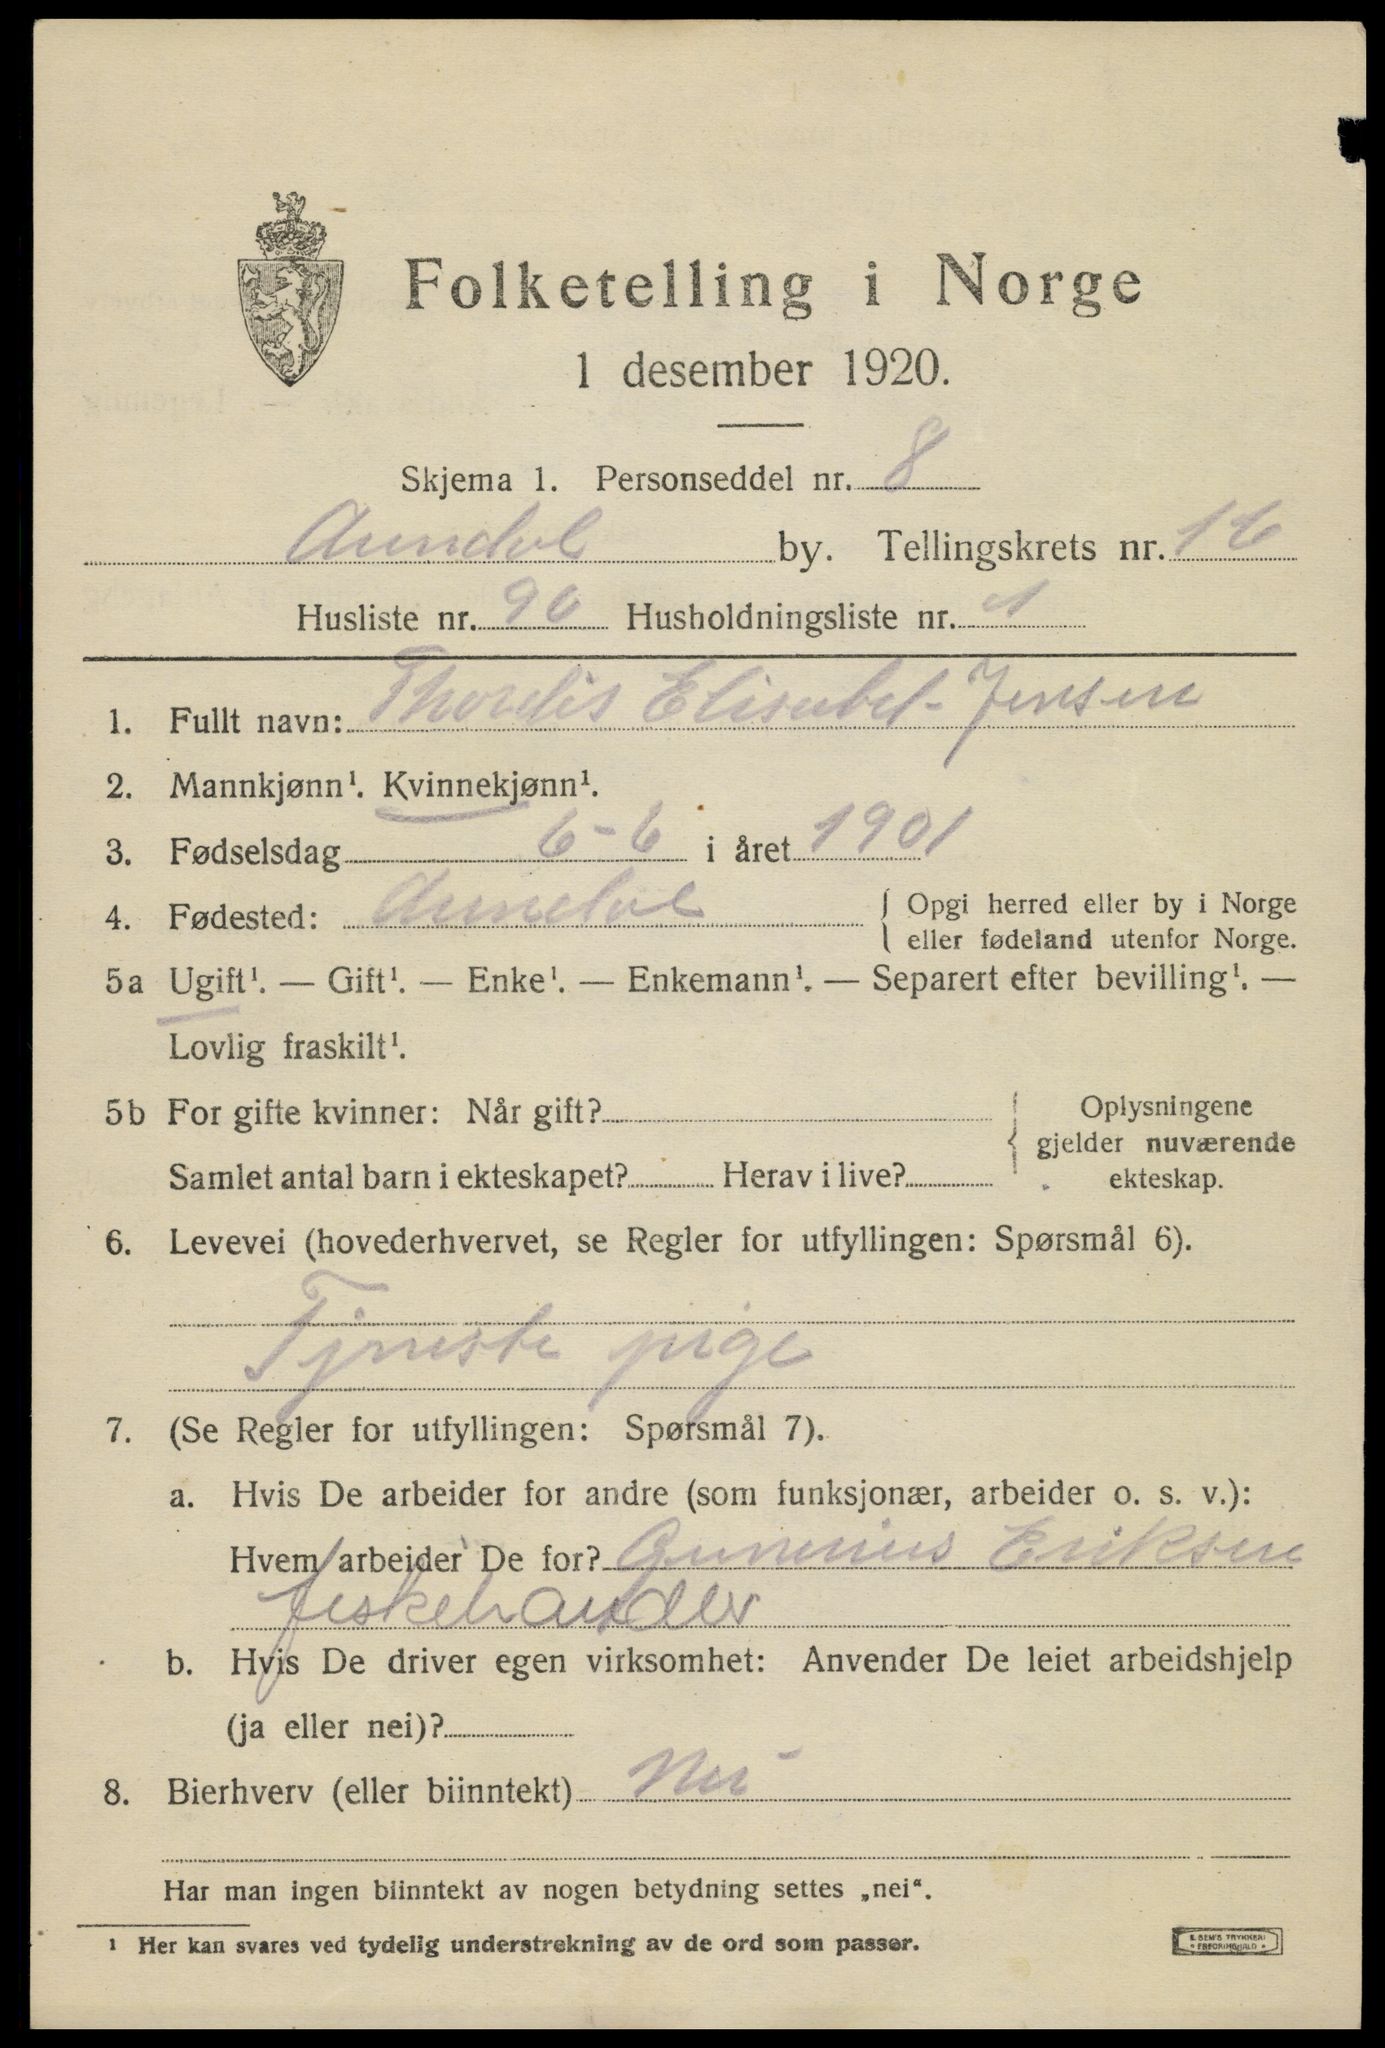 Folketelling i Norge
1 desember 1920.
Skjema 1. Personseddel nr. 8
Arendal by. Tellingskrets nr. 16
Husliste nr. 90 Husholdningsliste nr. 1
1. Fullt navn: Thordis Elisabet Jensen
2. Mannkjønn¹. Kvinnekjønn¹.
3. Fødselsdag 6-6 i året 1901
4. Fødested: Arendal { Opgi herred eller by i Norge
eller fødeland utenfor Norge.
5a Ugift¹. — Gift¹. — Enke¹. — Enkemann¹. — Separert efter bevilling¹. —
Lovlig fraskilt¹.
5b For gifte kvinner: Når gift? { Oplysningene
gjelder nuværende
Samlet antal barn i ekteskapet? Herav i live? ekteskap.
6. Levevei (hovederhvervet, se Regler for utfyllingen: Spørsmål 6).
Tjeneste pige
7. (Se Regler for utfyllingen: Spørsmål 7).
a. Hvis De arbeider for andre (som funksjonær, arbeider o. s. v.):
Hvem arbeider De for? Gunerius Eriksen
fiskehandler
b. Hvis De driver egen virksomhet: Anvender De leiet arbeidshjelp
(ja eller nei)?
8. Bierhverv (eller biinntekt) Nei
Har man ingen biinntekt av nogen betydning settes „nei“.
¹ Her kan svares ved tydelig understrekning av de ord som passer.
E. SEM'S TRYKKERI
FREDRIKSHALD